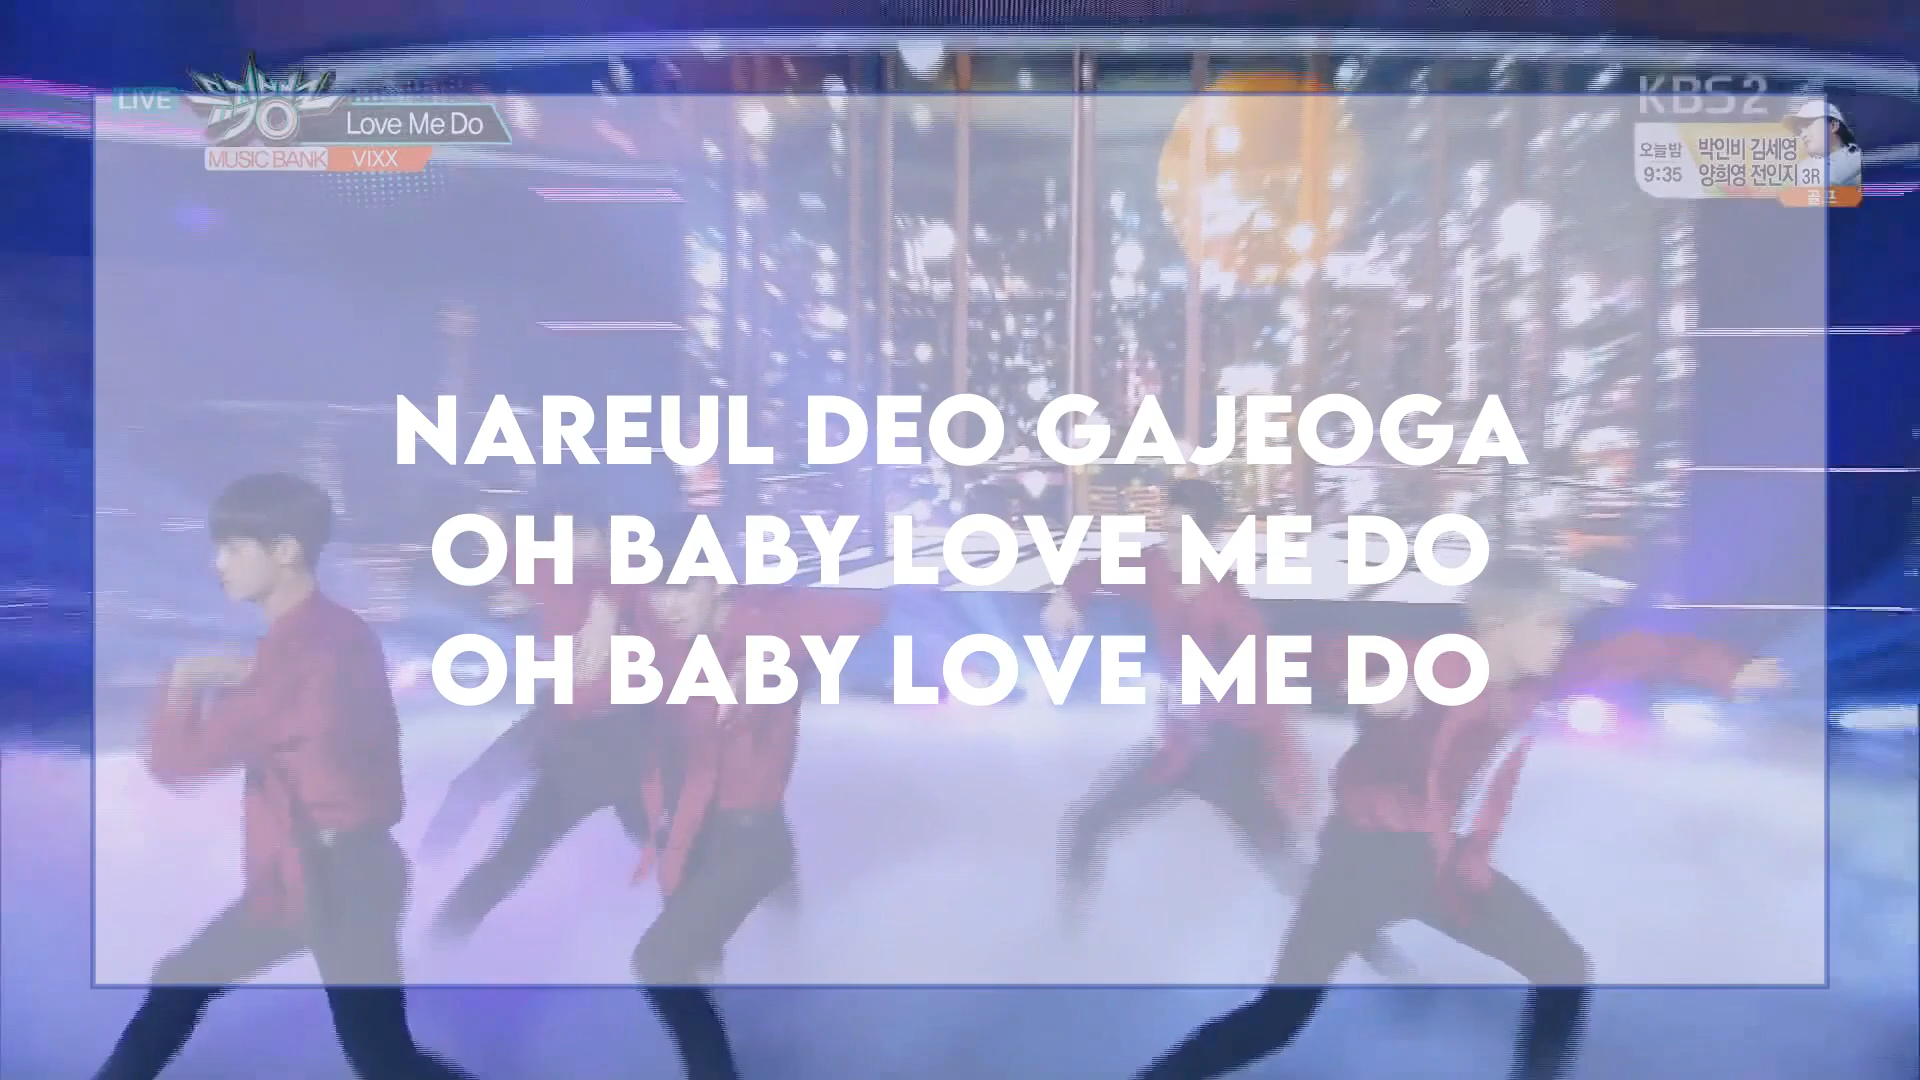 LIVE
Love Me Do
MUSIC BANK VIXX
KBS2
오늘밤 박인비 김세영
9:35 양희영 전인지 3R
골프
NAREUL DEO GAJEOGA
OH BABY LOVE ME DO
OH BABY LOVE ME DO